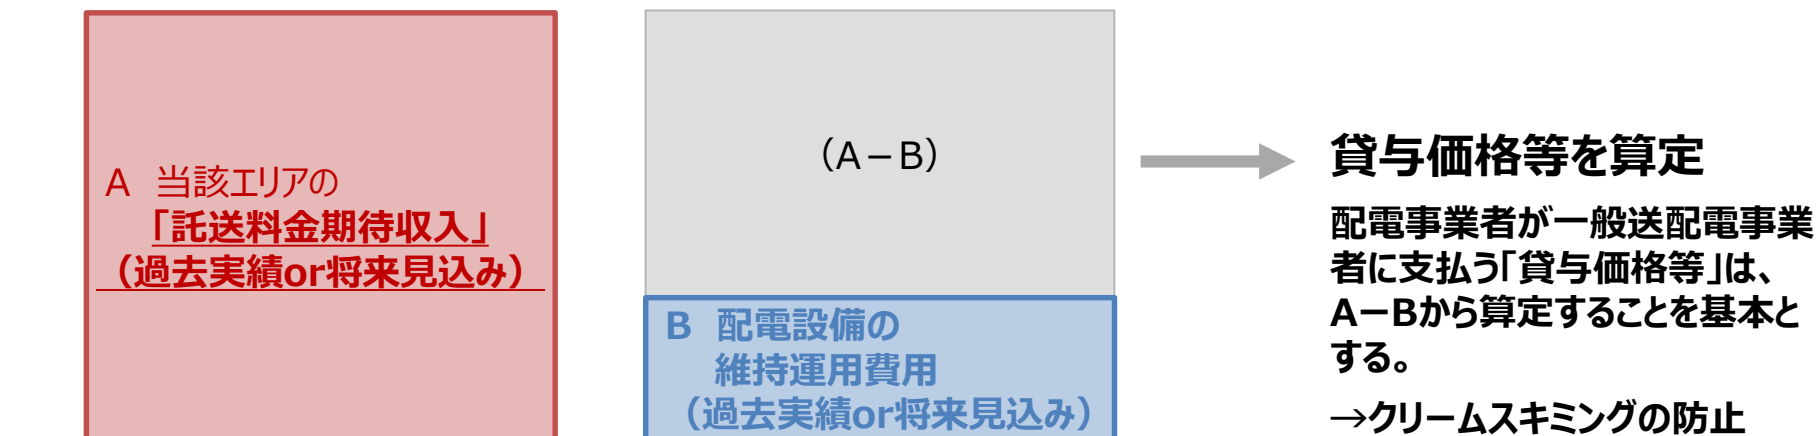 A　当該エリアの
「託送料金期待収入」
（過去実績or将来見込み）
（A－B）
B　配電設備の
維持運用費用
（過去実績or将来見込み）
貸与価格等を算定
配電事業者が一般送配電事業
者に支払う「貸与価格等」は、
AーBから算定することを基本と
する。
→クリームスキミングの防止